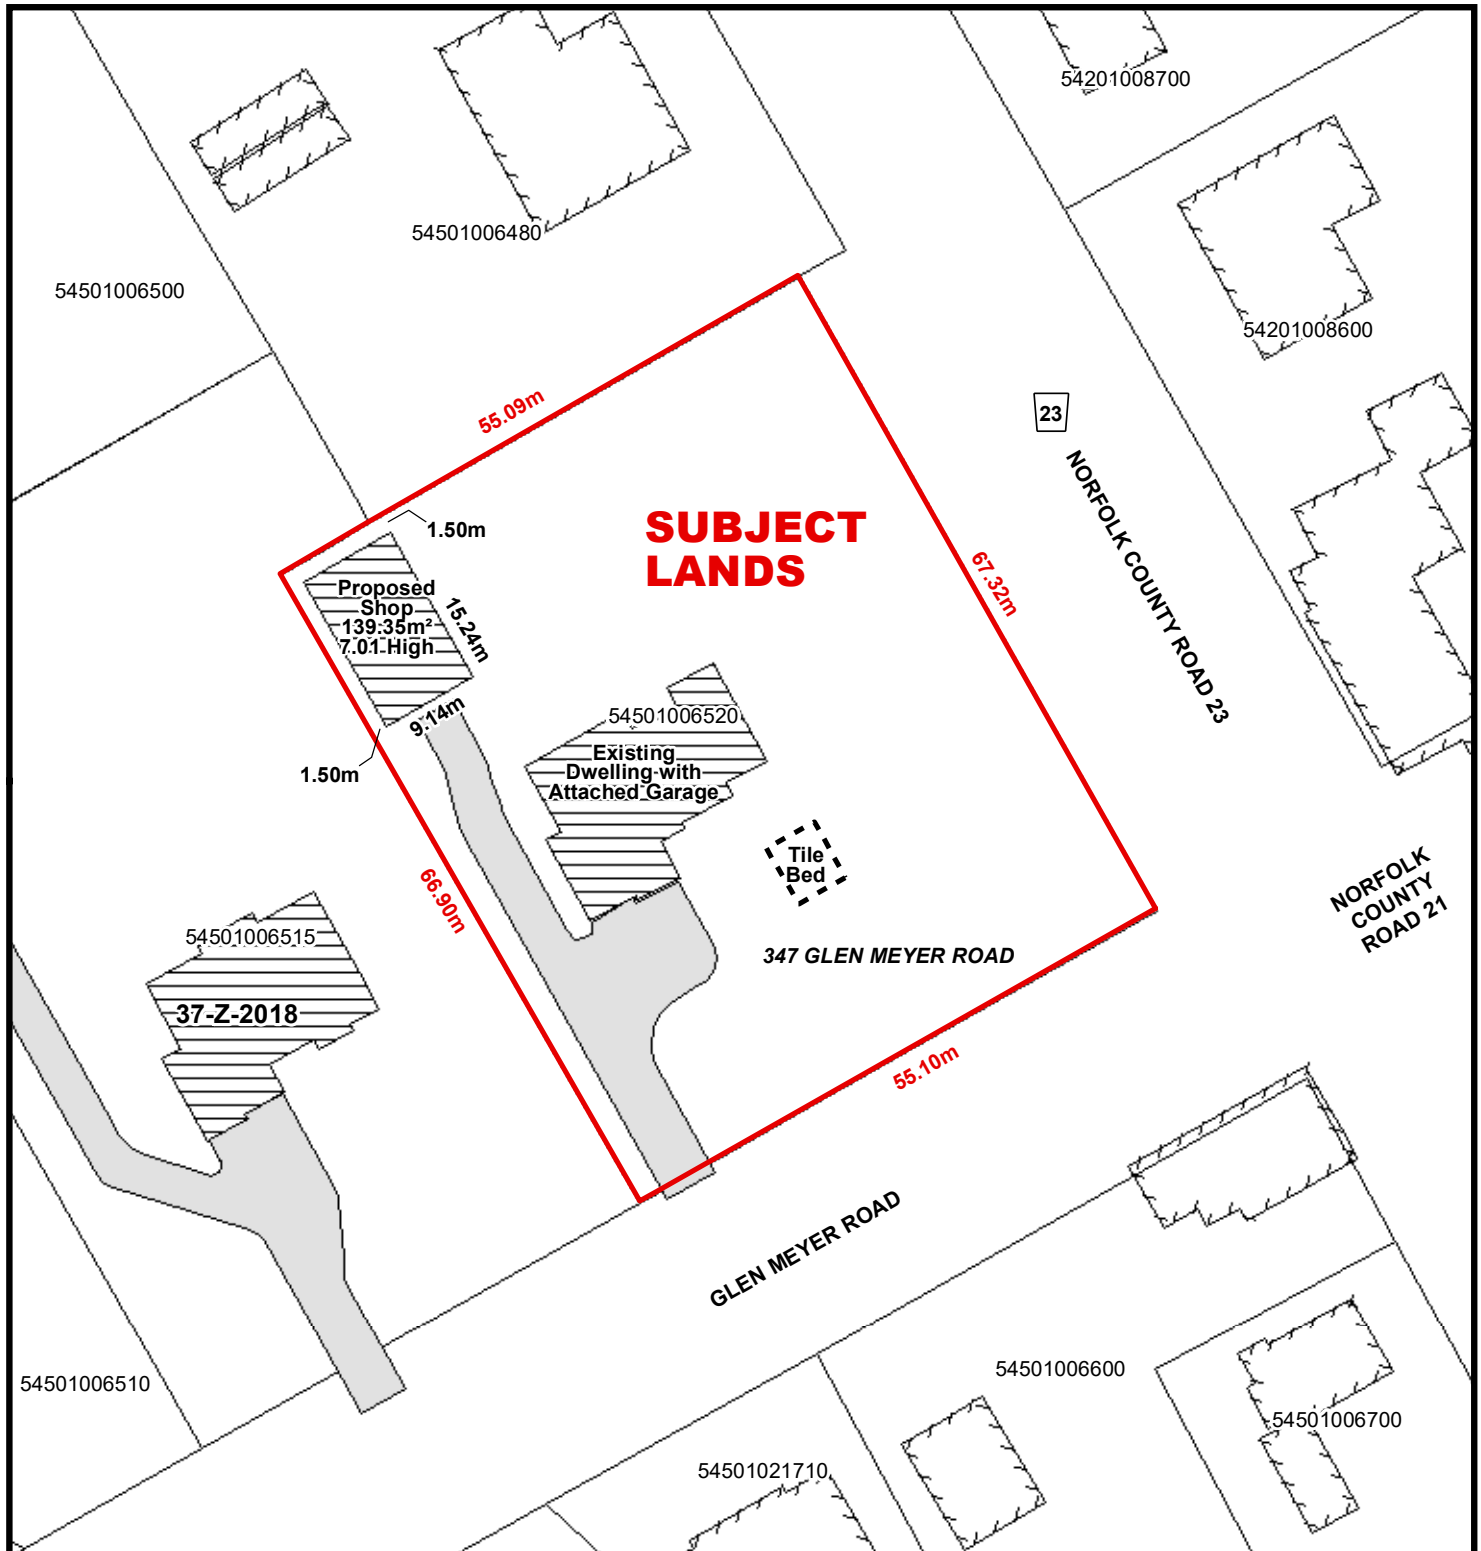 54201008700
54501006480
54501006500
54201008600
55.09m
23
1.50m
SUBJECT
LANDS
NORFOLK COUNTY ROAD 23
67.32m
Proposed
Shop
139.35m²
7.01 High
15.24m
9.14m
1.50m
54501006520
Existing
Dwelling with
Attached Garage
Tile
Bed
66.90m
NORFOLK
COUNTY
ROAD 21
54501006515
37-Z-2018
347 GLEN MEYER ROAD
55.10m
GLEN MEYER ROAD
54501006510
54501006600
54501006700
54501021710